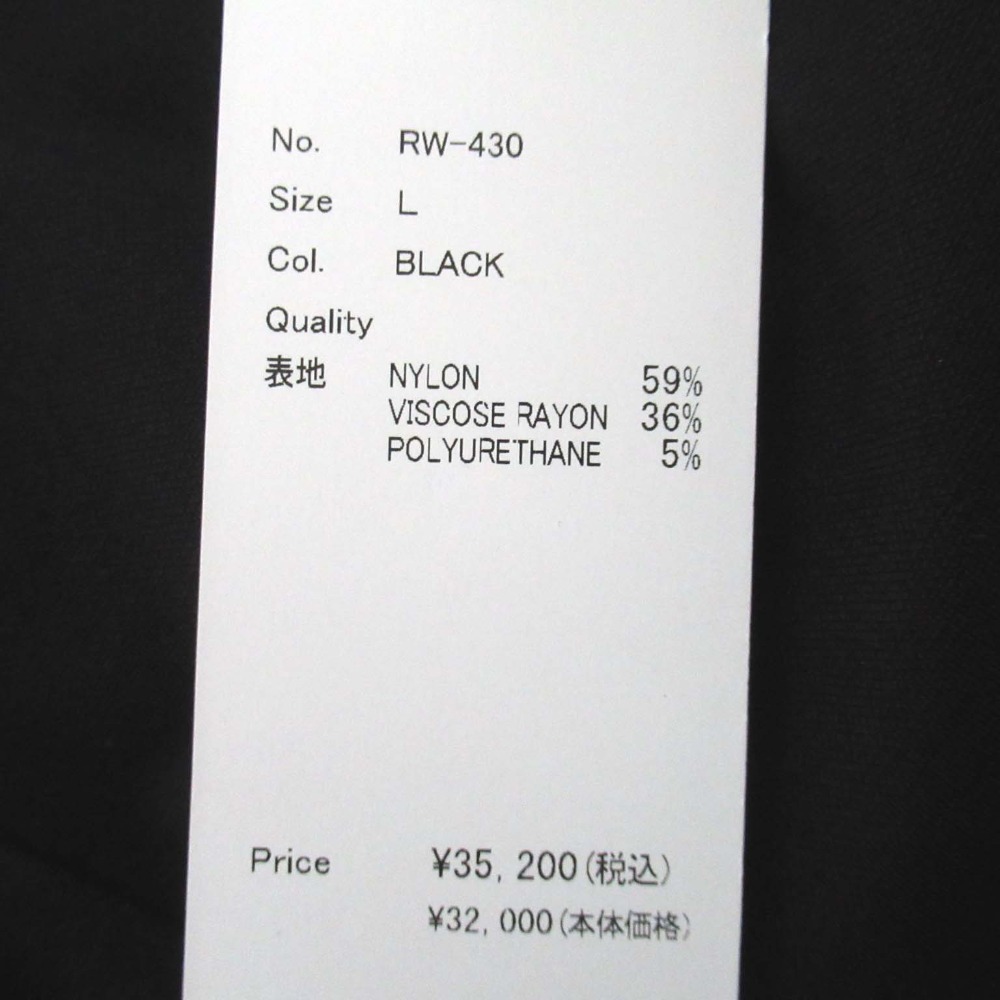 No. RW-430
Size L
Col. BLACK
Quality
表地 NYLON 59%
VISCOSE RAYON 36%
POLYURETHANE 5%
Price ¥35,200(税込)
¥32,000(本体価格)